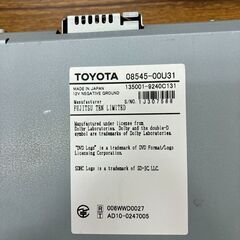 TOYOTA 08545-00U31
MADE IN JAPAN 135001-9240C131
12V NEGATIVE GROUND
Manufacturer S/NO.
FUJITSU TEN LIMITED
Manufactured under license from
Dolby Laboratories. Dolby and the double-D
symbol are trademarks of Dolby
Laboratories.
"DVD Logo" is a trademark of DVD Format/Logo
Licensing Corporation.
SDHC Logo is a trademark of SD-3C LLC.
006WWD0027
AD10-0247005